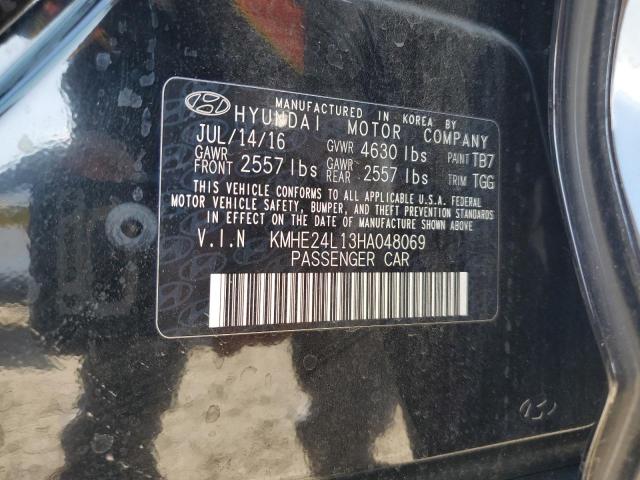 MANUFACTURED IN KOREA BY
HYUNDAI MOTOR COMPANY
JUL/14/16 GVWR 4630 lbs PAINT TB7
GAWR FRONT 2557 lbs GAWR REAR 2557 lbs TRIM TGG
THIS VEHICLE CONFORMS TO ALL APPLICABLE U.S.A. FEDERAL
MOTOR VEHICLE SAFETY, BUMPER, AND THEFT PREVENTION STANDARDS
IN EFFECT ON THE DATE OF MANUFACTURE SHOWN ABOVE.
V.I.N KMHE24L13HA048069
PASSENGER CAR